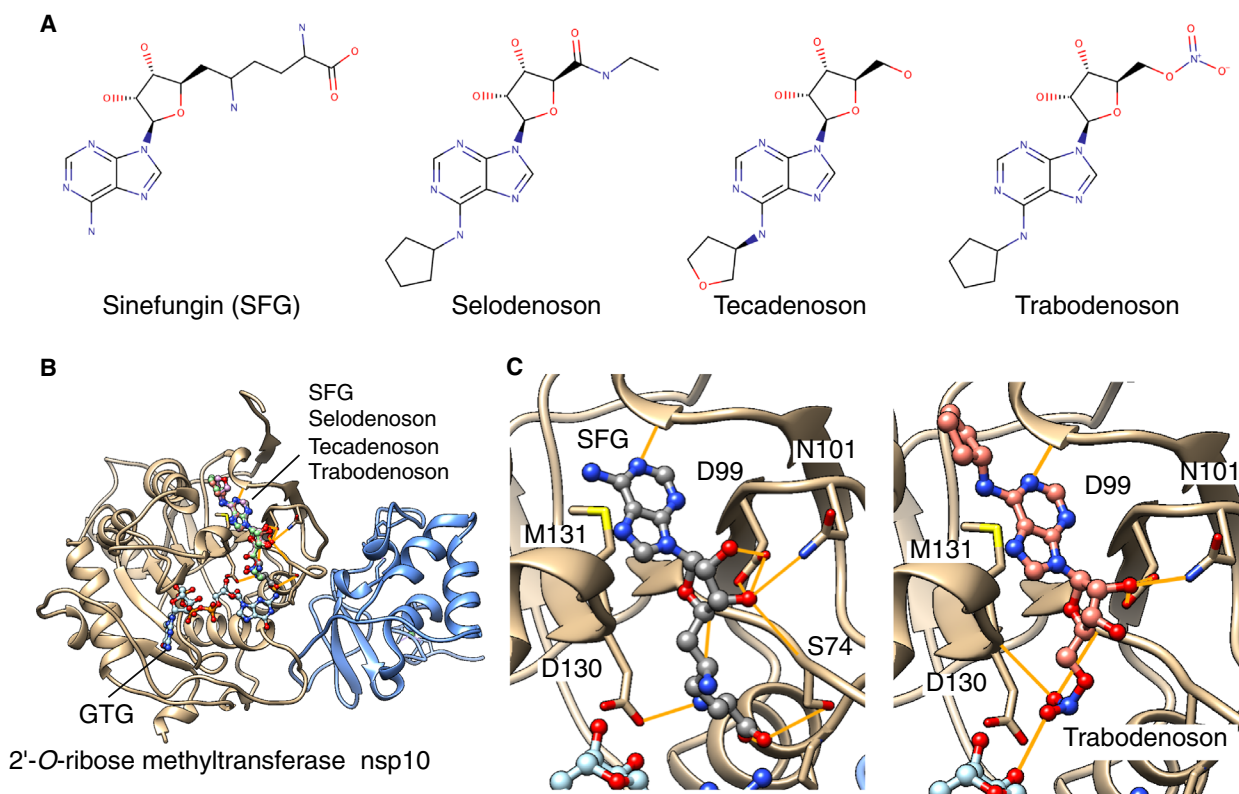 A
Sinefungin (SFG)
Selodenoson
Tecadenoson
Trabodenoson
B
SFG
Selodenoson
Tecadenoson
Trabodenoson
GTG
2'-O-ribose methyltransferase nsp10
C
SFG
D99
N101
M131
S74
D130
D99
N101
M131
D130
Trabodenoson